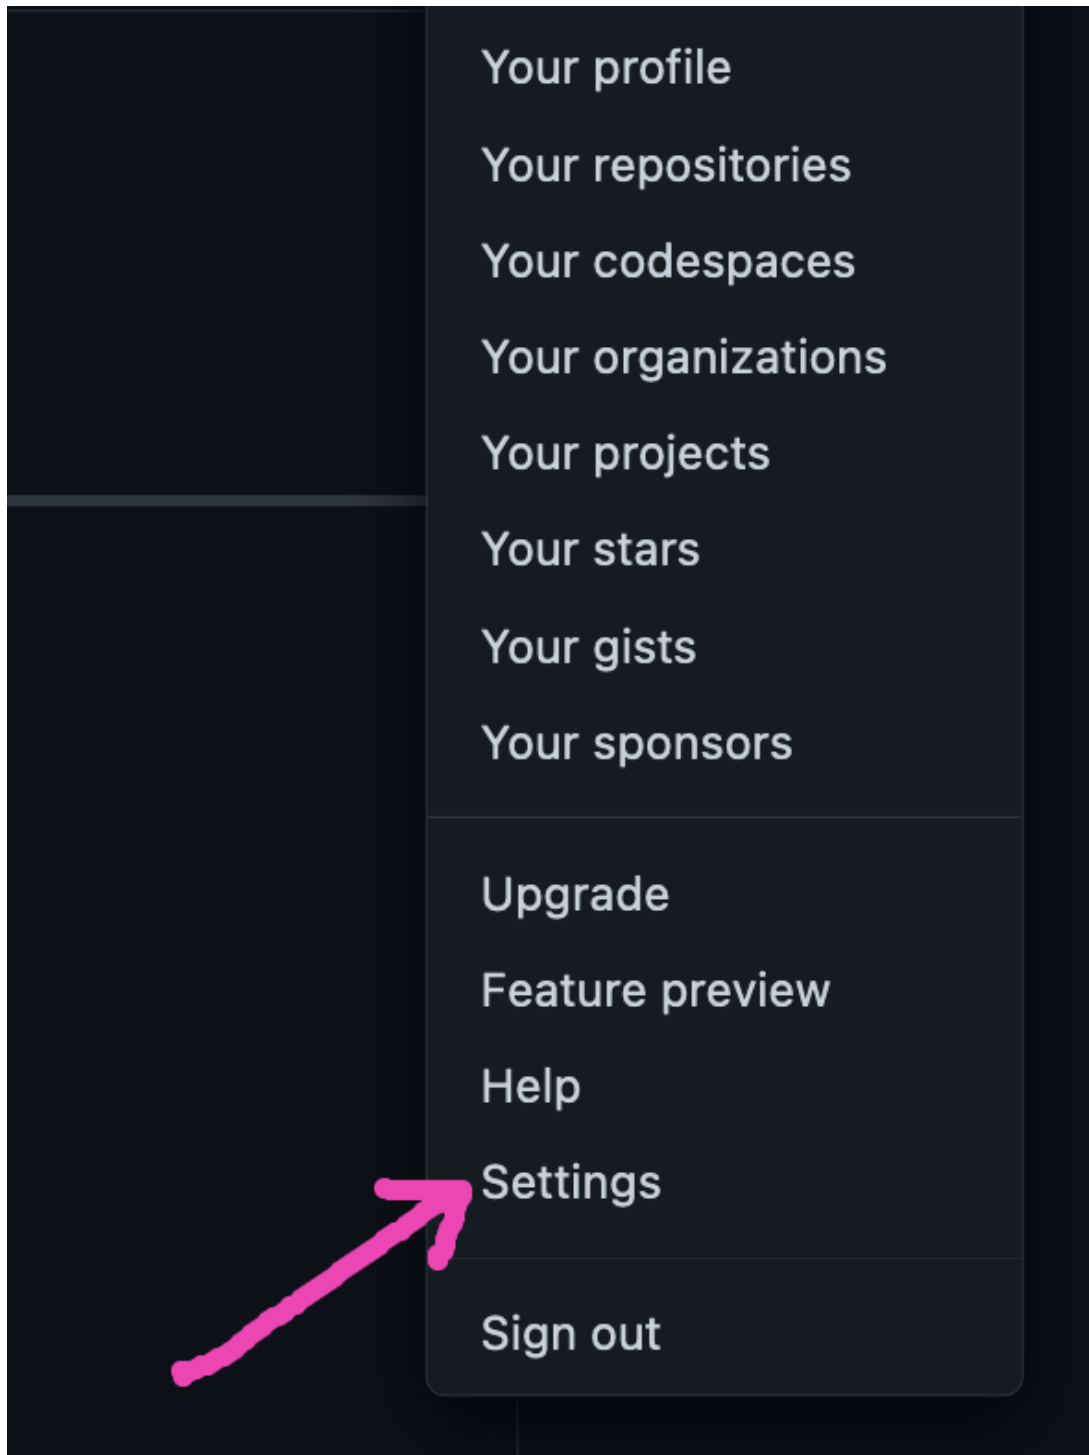 Your profile
Your repositories
Your codespaces
Your organizations
Your projects
Your stars
Your gists
Your sponsors
Upgrade
Feature preview
Help
Settings
Sign out